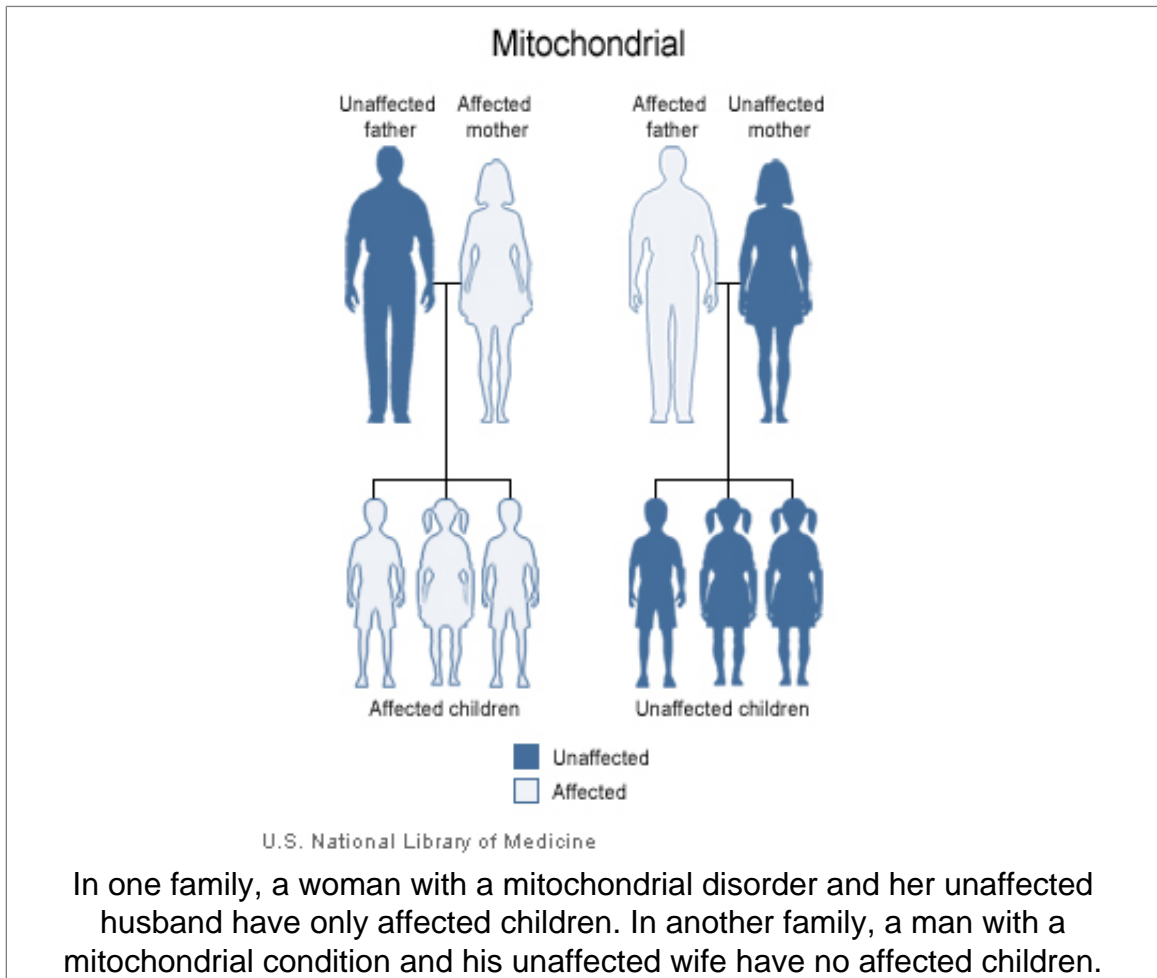 Mitochondrial
Unaffected father
Affected mother
Affected father
Unaffected mother
Affected children
Unaffected children
Unaffected
Affected
U.S. National Library of Medicine
In one family, a woman with a mitochondrial disorder and her unaffected
husband have only affected children. In another family, a man with a
mitochondrial condition and his unaffected wife have no affected children.